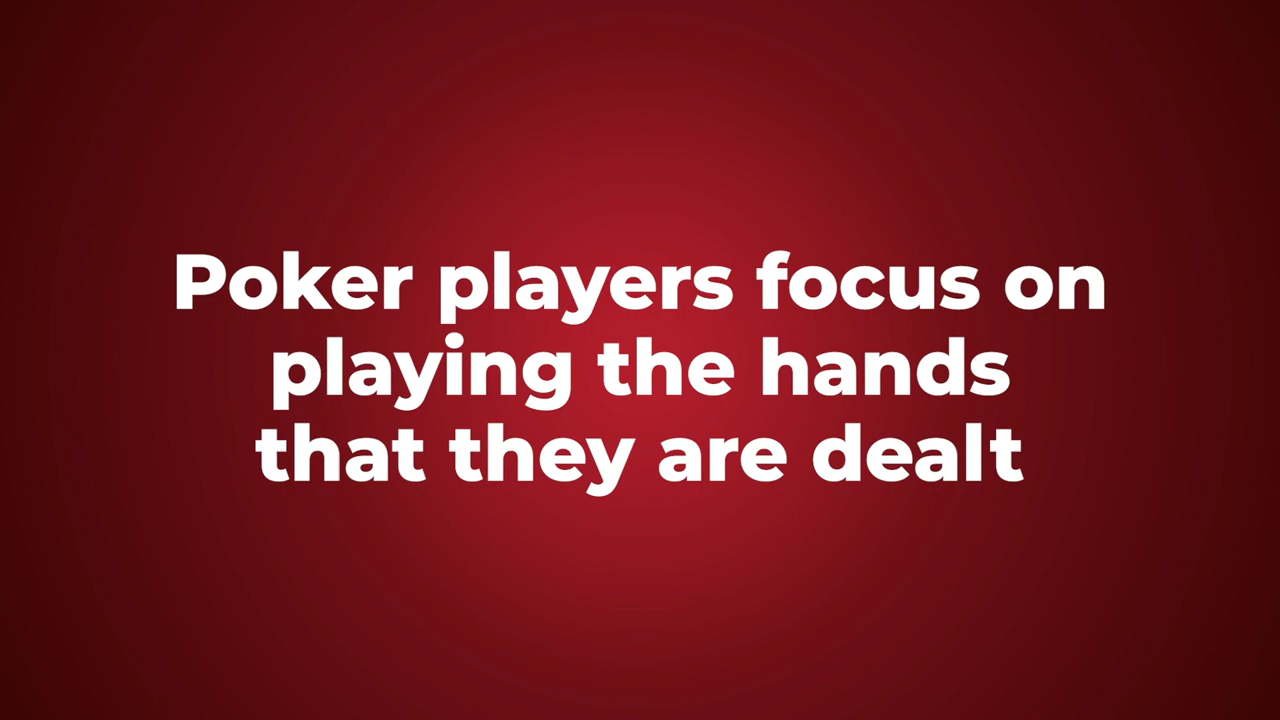 Poker players focus on
playing the hands
that they are dealt